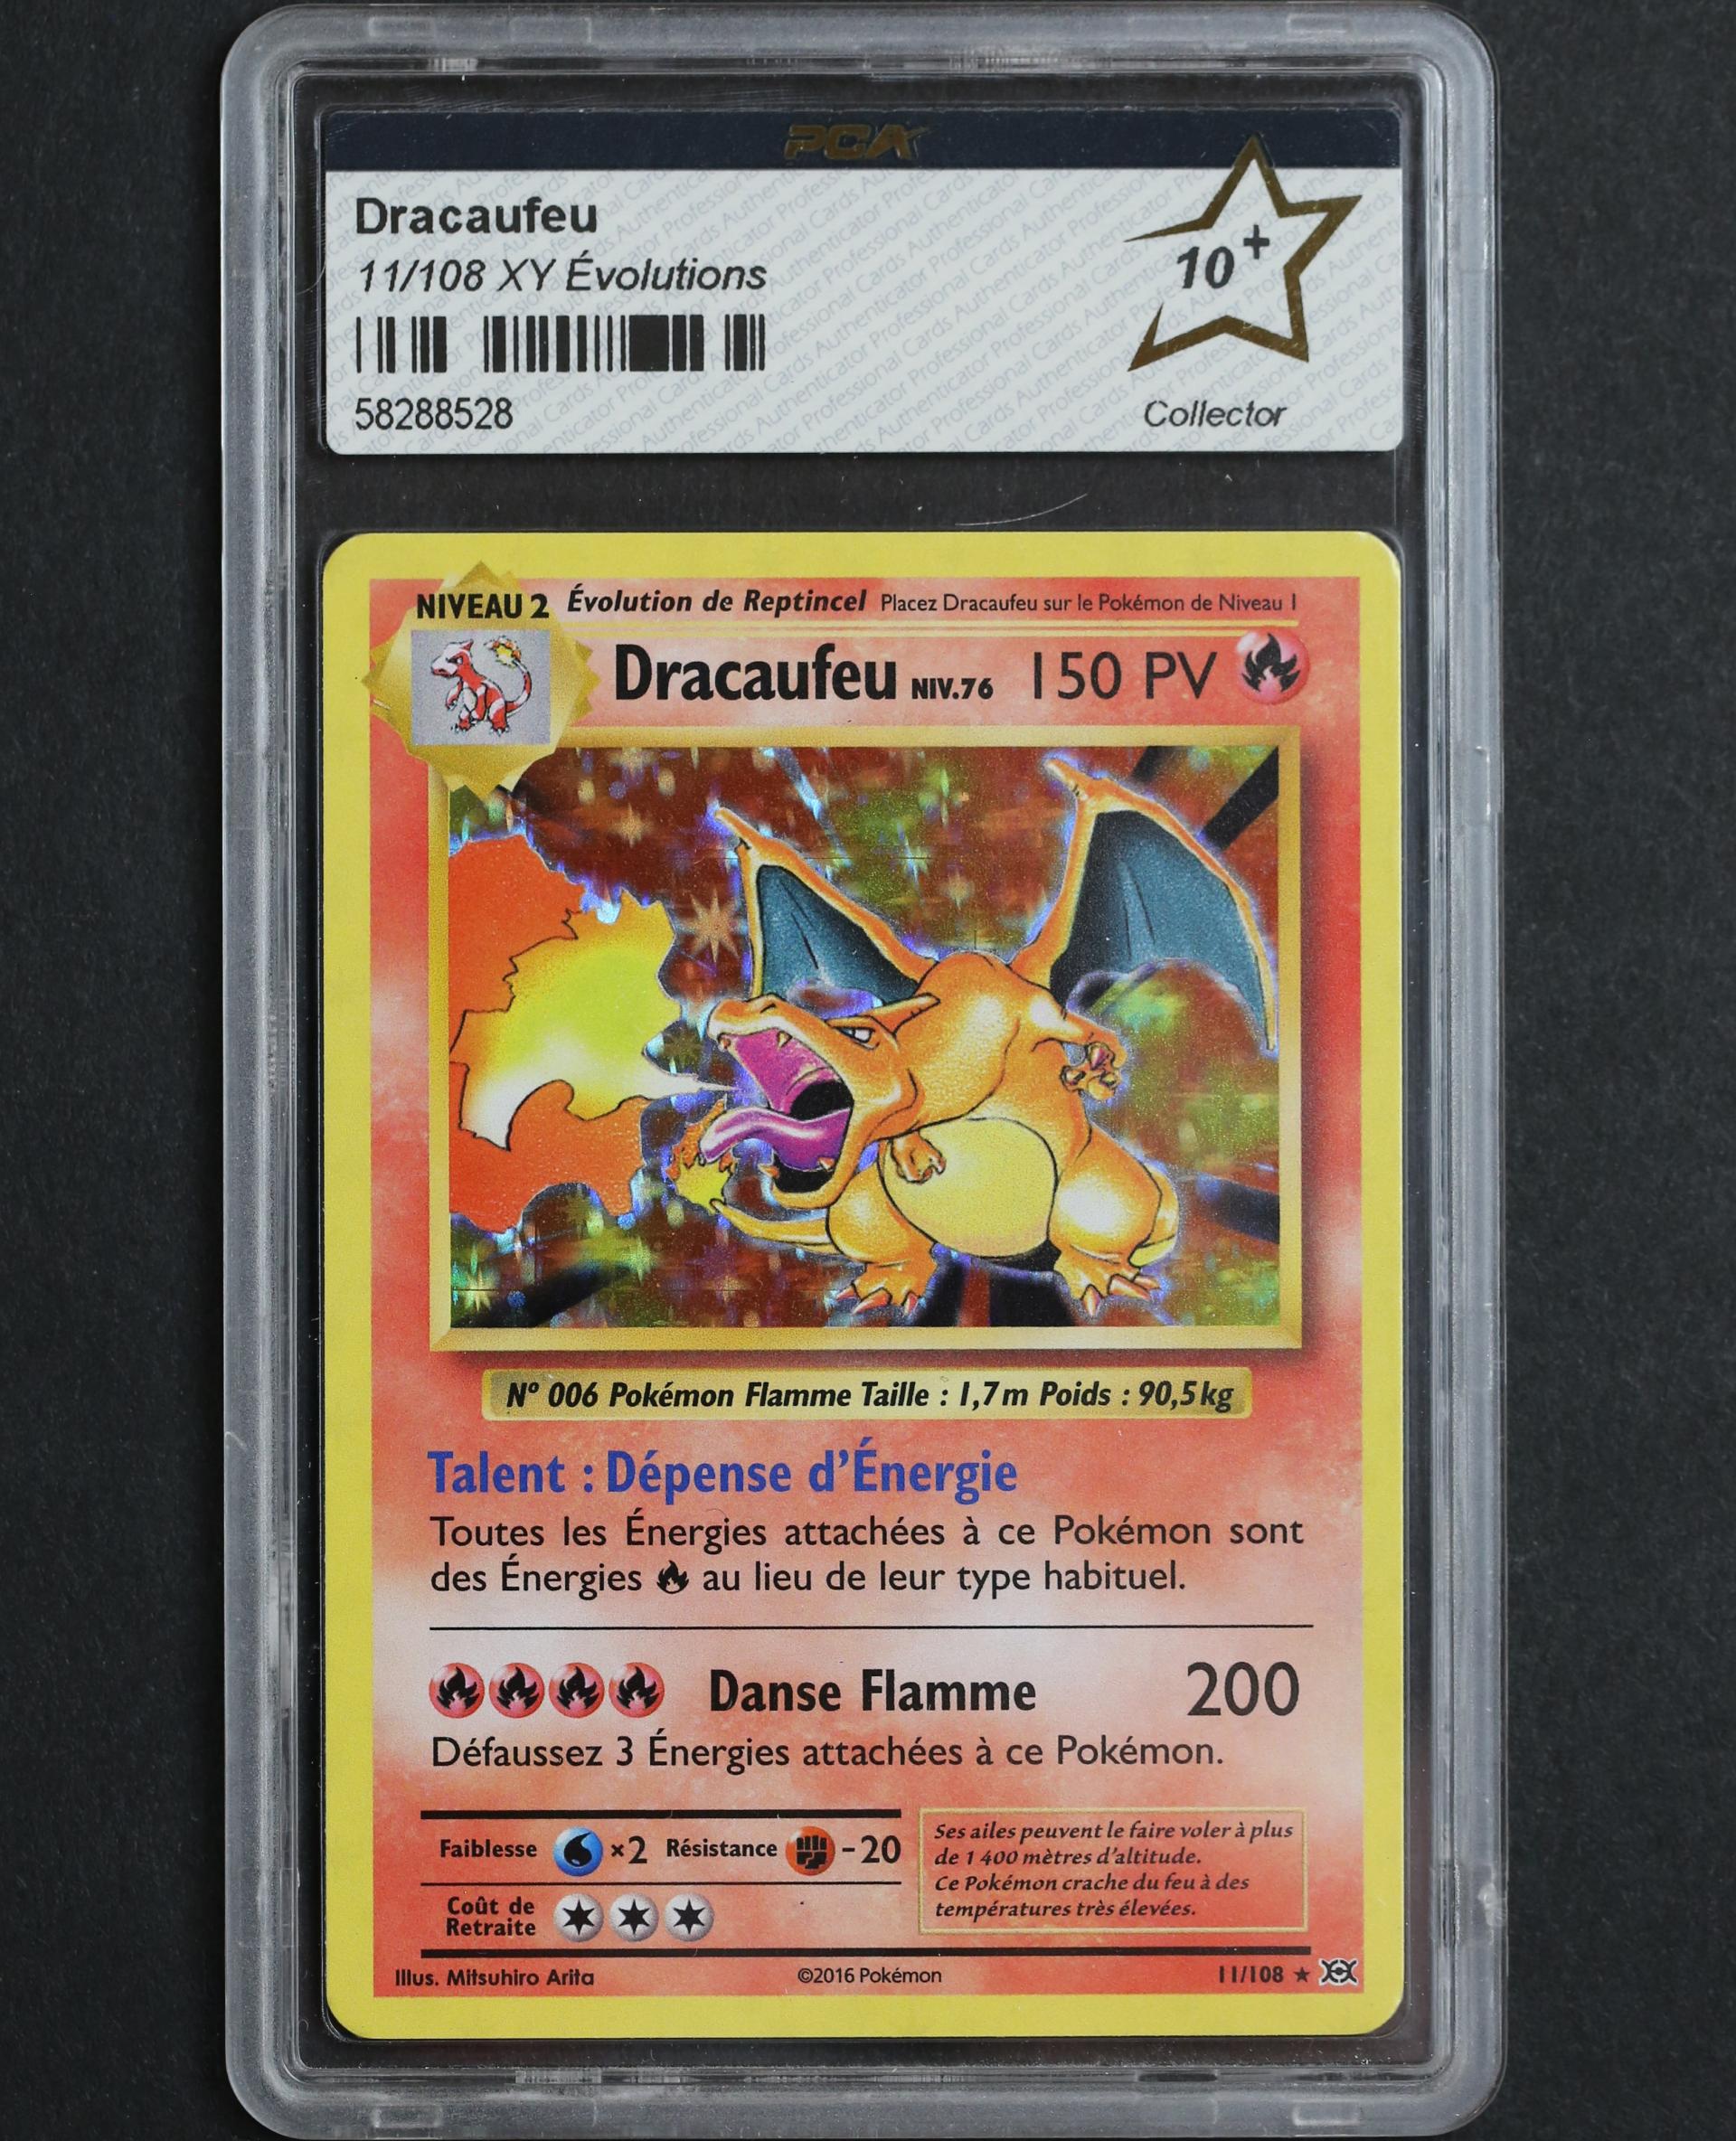 PCA
Dracaufeu
11/108 XY Évolutions
10+
58288528
Collector
NIVEAU 2 Évolution de Reptincel Placez Dracaufeu sur le Pokémon de Niveau 1
Dracaufeu NIV.76 150 PV
Nº 006 Pokémon Flamme Taille : 1,7m Poids : 90,5kg
Talent : Dépense d'Énergie
Toutes les Énergies attachées à ce Pokémon sont
des Énergies au lieu de leur type habituel.
Danse Flamme 200
Défaussez 3 Énergies attachées à ce Pokémon.
Faiblesse ×2 Résistance -20
Coût de
Retraite
Ses ailes peuvent le faire voler à plus
de 1 400 mètres d'altitude.
Ce Pokémon crache du feu à des
températures très élevées.
Illus. Mitsuhiro Arita ©2016 Pokémon 11/108 ★